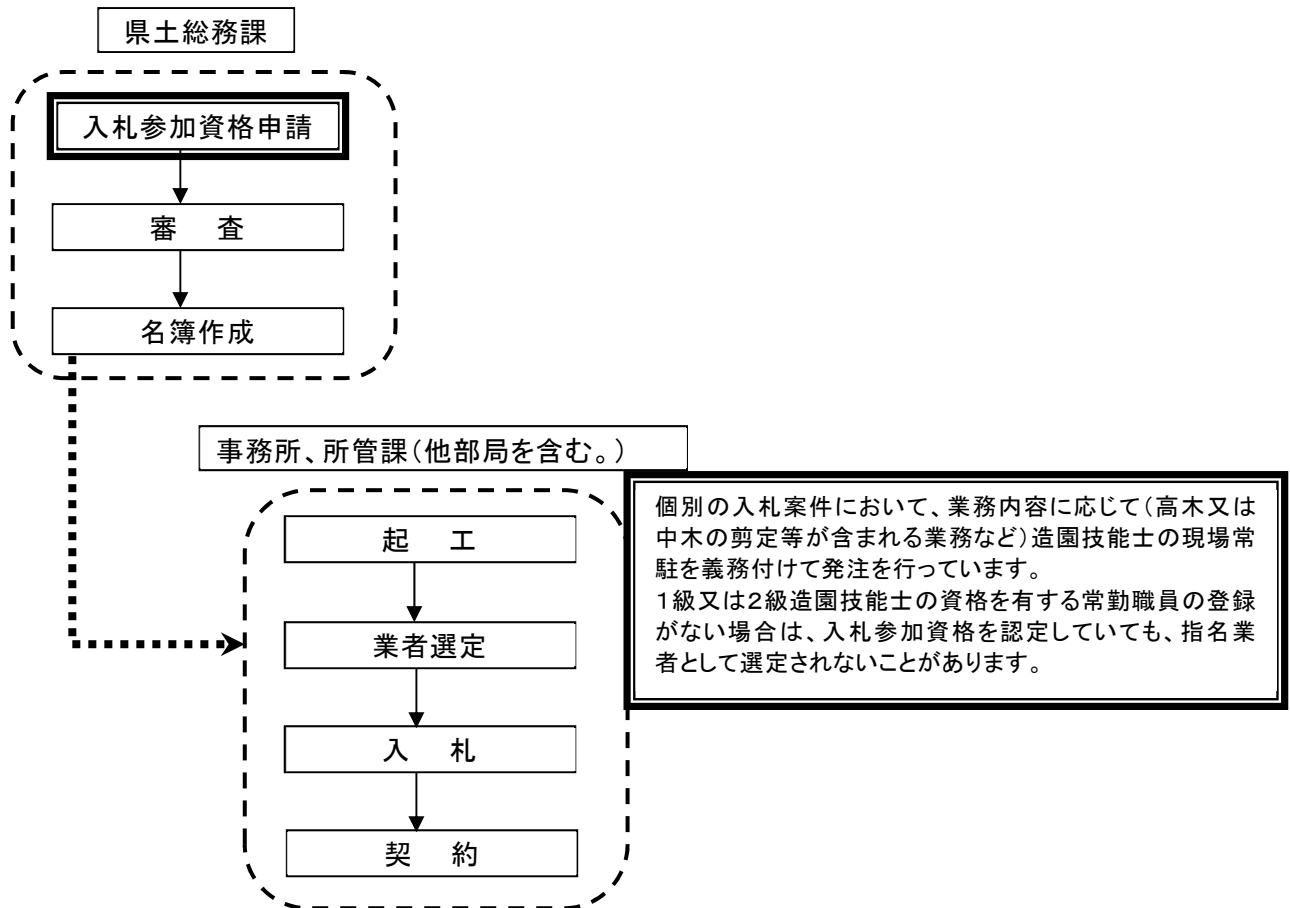 県土総務課
入札参加資格申請
審 査
名簿作成
事務所、所管課(他部局を含む。)
起 工
業者選定
入 札
契 約
個別の入札案件において、業務内容に応じて(高木又は
中木の剪定等が含まれる業務など)造園技能士の現場常
駐を義務付けて発注を行っています。
1級又は2級造園技能士の資格を有する常勤職員の登録
がない場合は、入札参加資格を認定していても、指名業
者として選定されないことがあります。